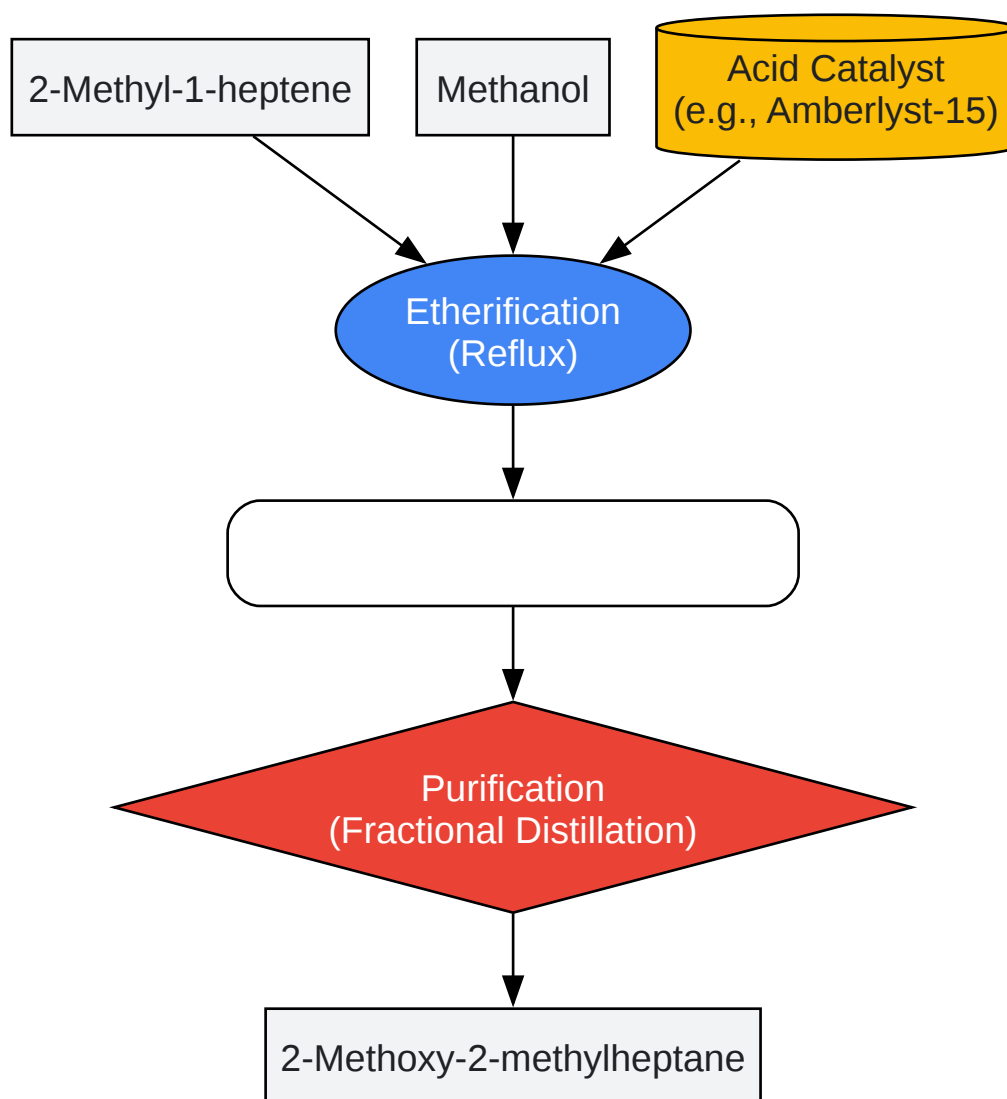 2-Methyl-1-heptene
Methanol
Acid Catalyst
(e.g., Amberlyst-15)
Etherification
(Reflux)
Purification
(Fractional Distillation)
2-Methoxy-2-methylheptane